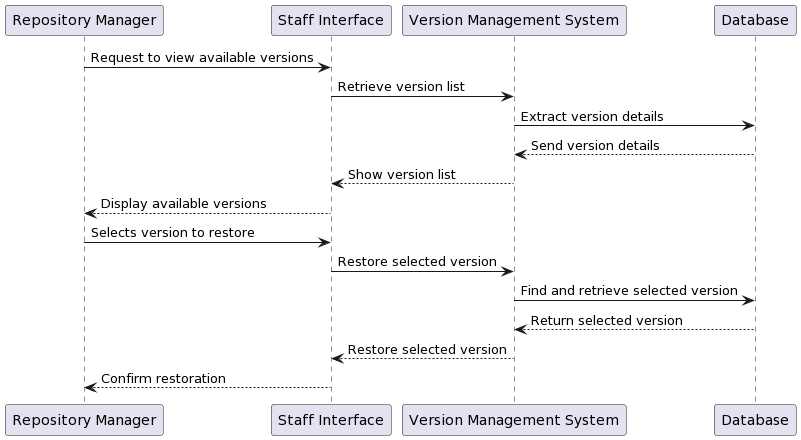 Repository Manager
Staff Interface
Version Management System
Database
Request to view available versions
Retrieve version list
Extract version details
Send version details
Show version list
Display available versions
Selects version to restore
Restore selected version
Find and retrieve selected version
Return selected version
Restore selected version
Confirm restoration
Repository Manager
Staff Interface
Version Management System
Database